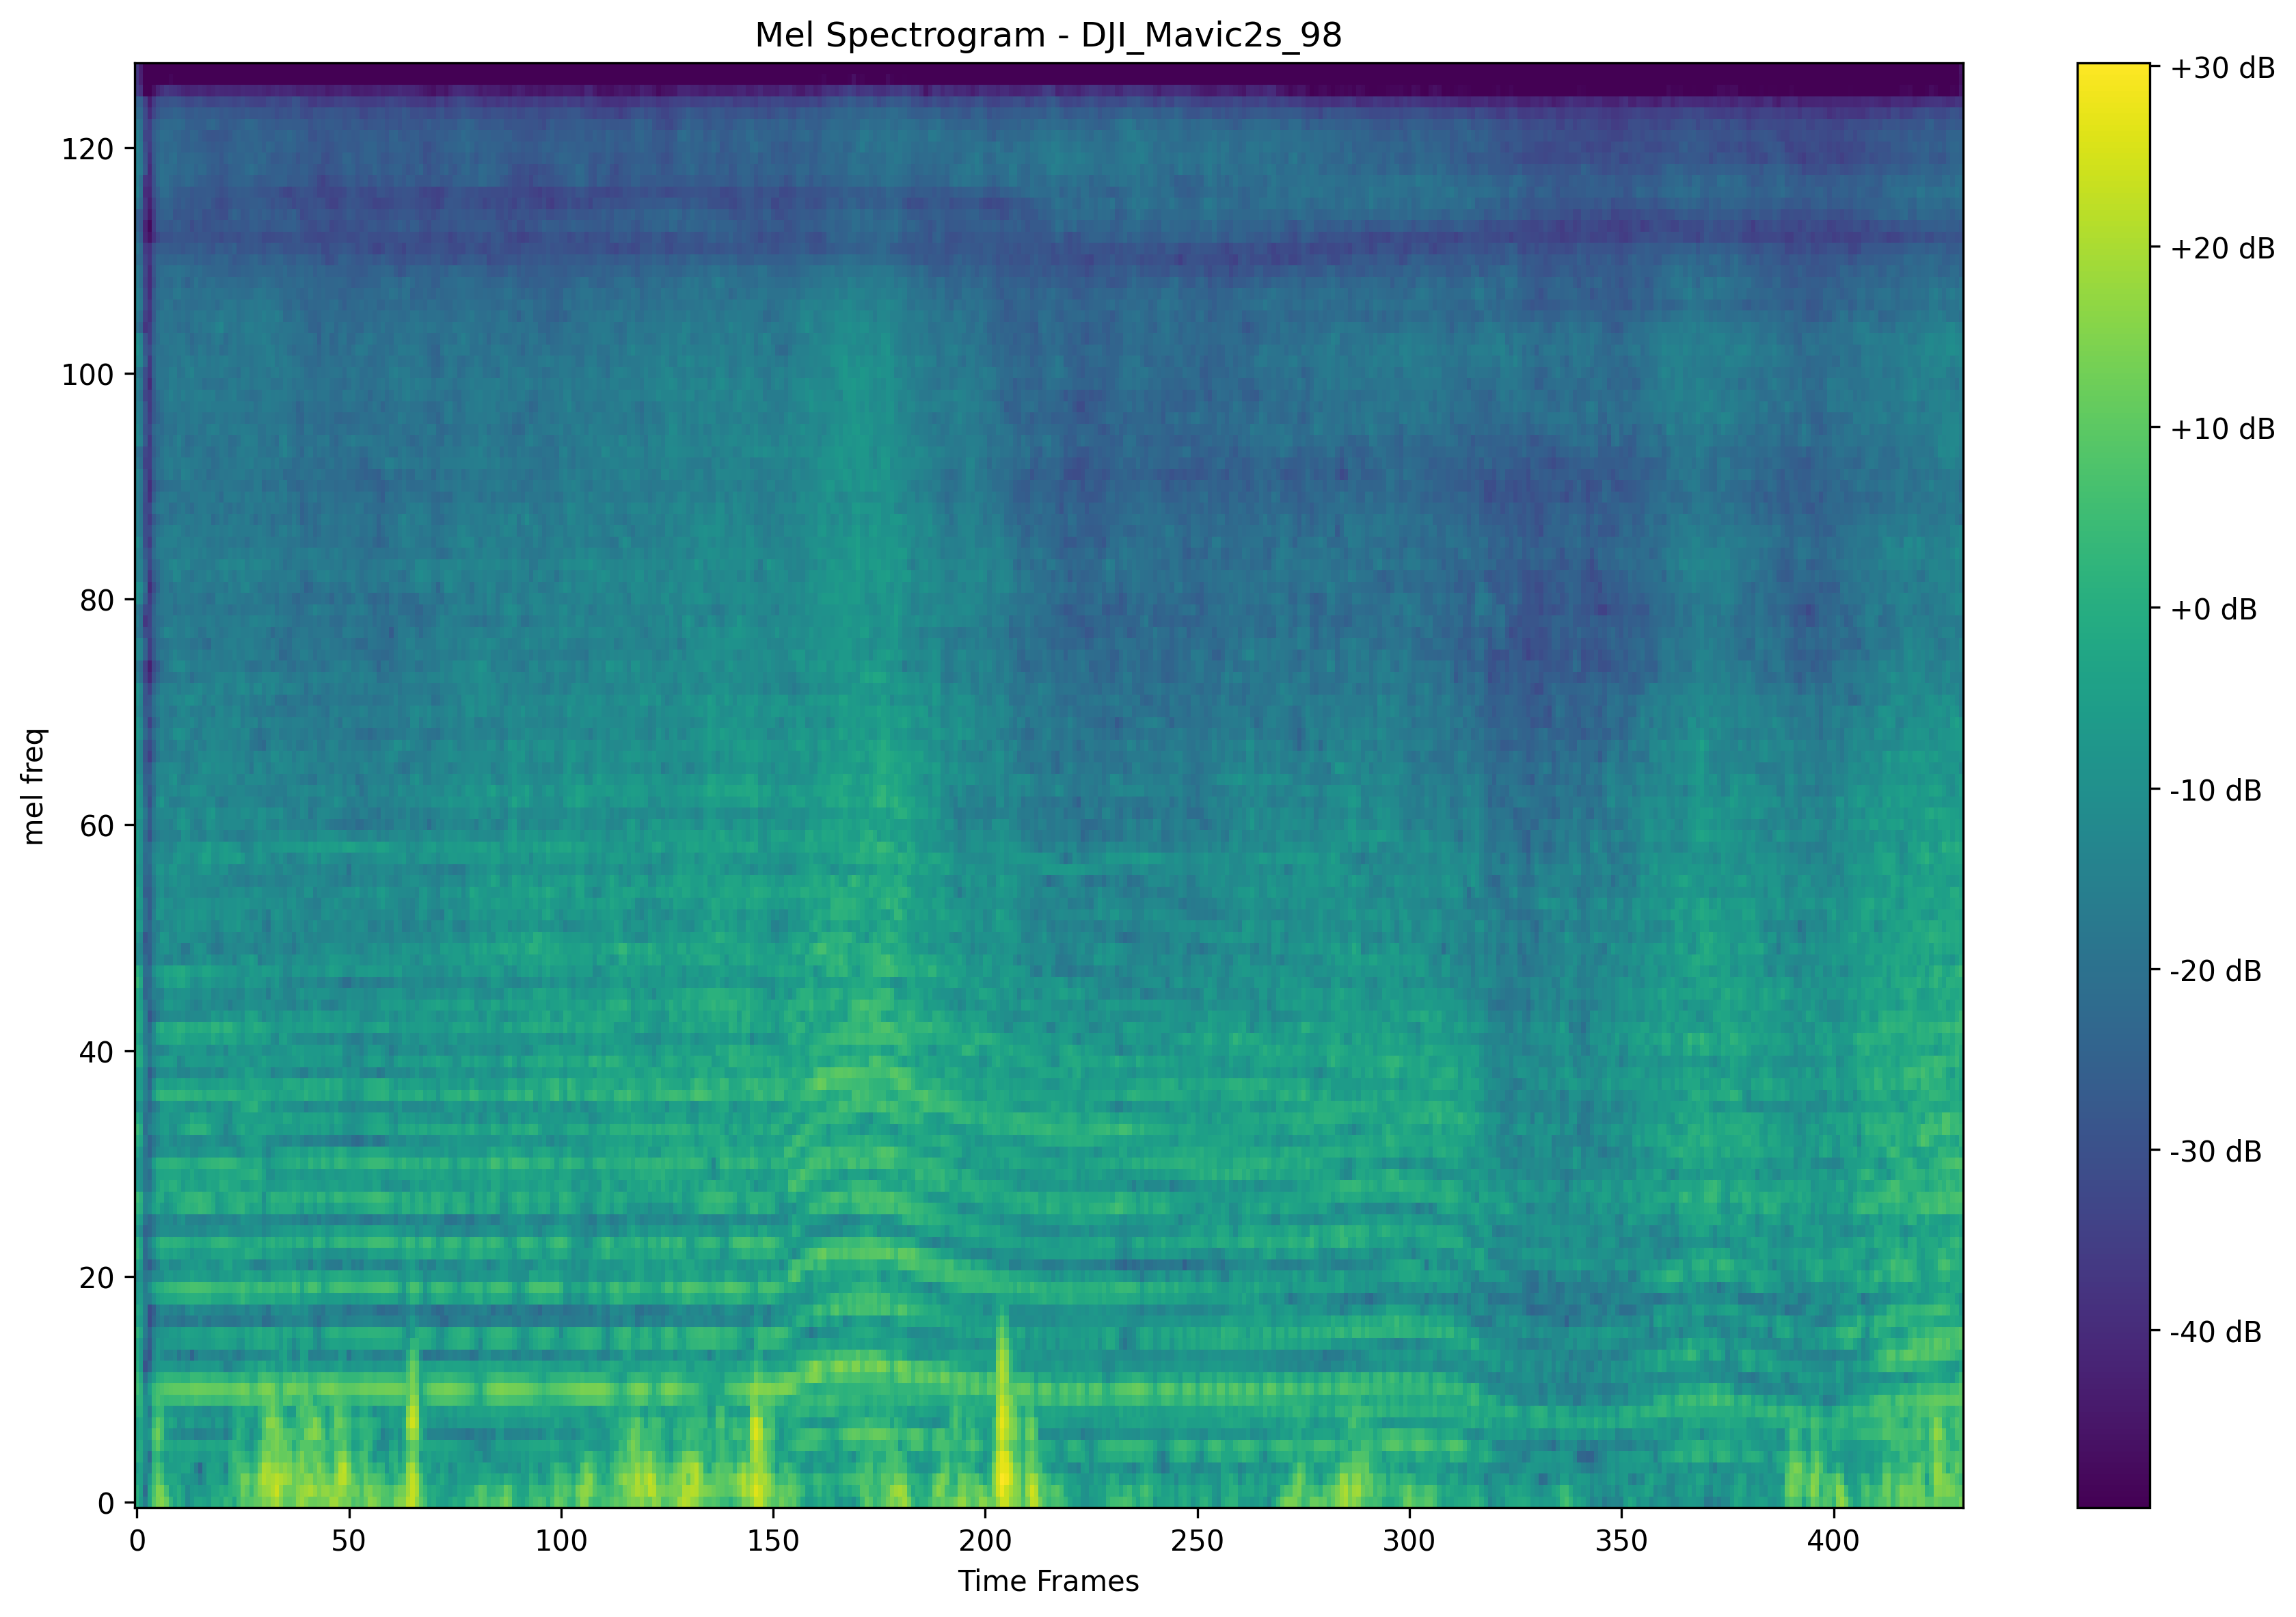 Mel Spectrogram - DJI_Mavic2s_98
mel freq
120
100
80
60
40
20
0
0 50 100 150 200 250 300 350 400
Time Frames
+30 dB
+20 dB
+10 dB
+0 dB
-10 dB
-20 dB
-30 dB
-40 dB